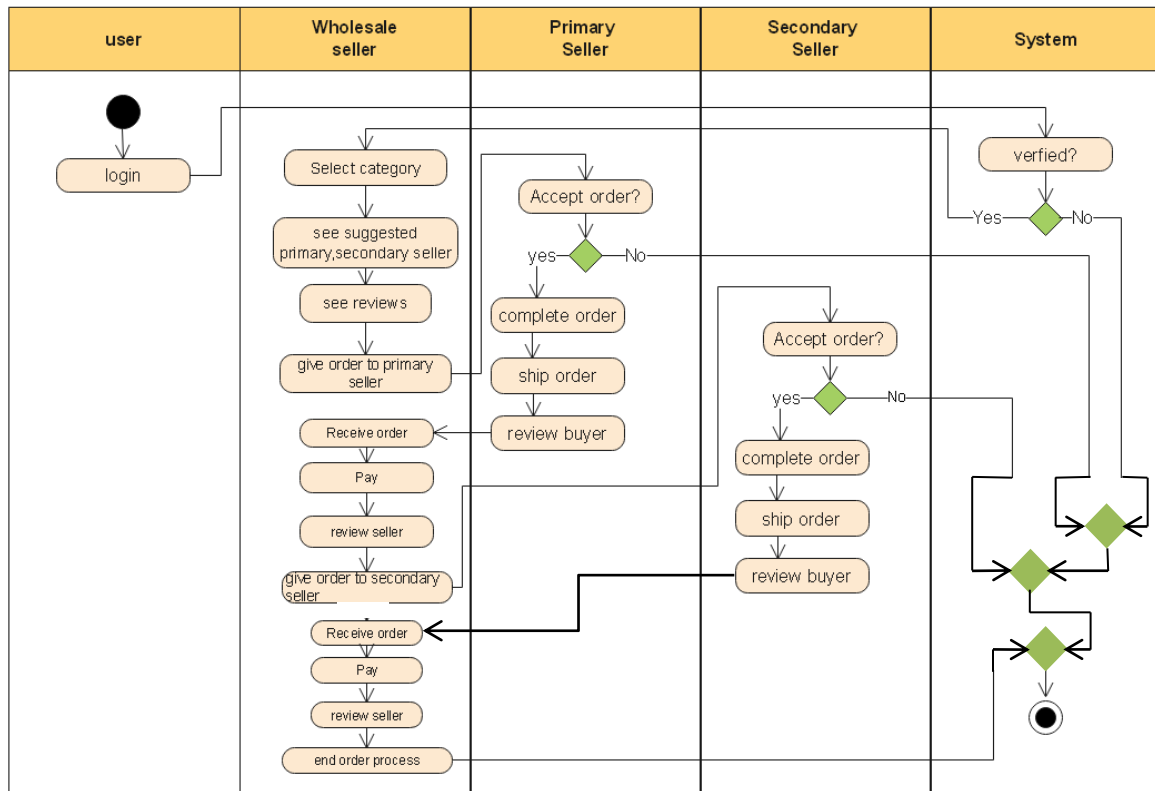 user
Wholesale
seller
Primary
Seller
Secondary
Seller
System
login
Select category
see suggested
primary,secondary seller
see reviews
give order to primary
seller
Receive order
Pay
review seller
give order to secondary
seller
Receive order
Pay
review seller
end order process
Accept order?
yes
No
complete order
ship order
review buyer
Accept order?
yes
No
complete order
ship order
review buyer
verfied?
Yes
No